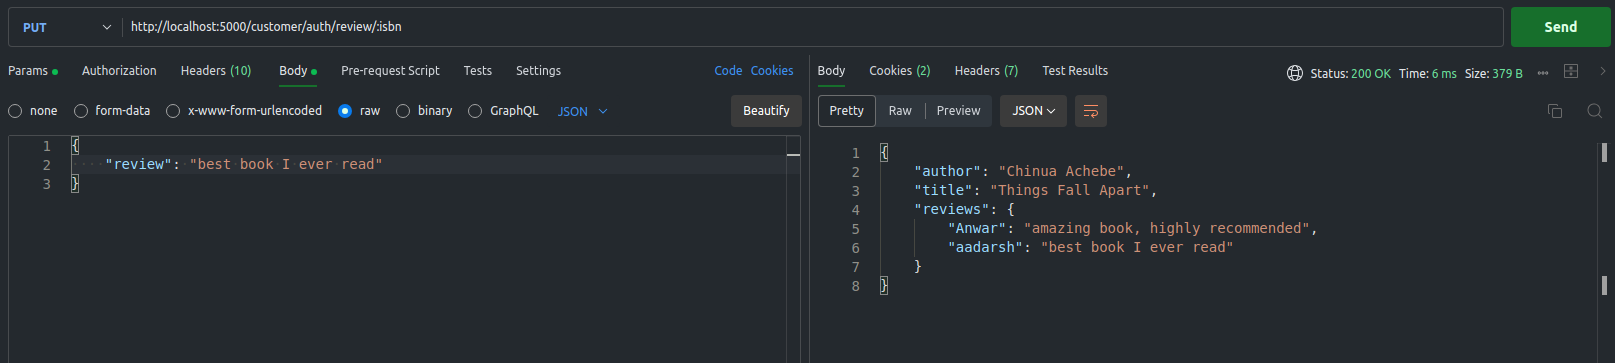 PUT http://localhost:5000/customer/auth/review/:isbn Send
Params Authorization Headers (10) Body Pre-request Script Tests Settings Code Cookies
none form-data x-www-form-urlencoded raw binary GraphQL JSON Beautify
1 {
2 "review": "best book I ever read"
3 }
Body Cookies (2) Headers (7) Test Results Status: 200 OK Time: 6 ms Size: 379 B
Pretty Raw Preview JSON
1 {
2 "author": "Chinua Achebe",
3 "title": "Things Fall Apart",
4 "reviews": {
5 "Anwar": "amazing book, highly recommended",
6 "aadarsh": "best book I ever read"
7 }
8 }